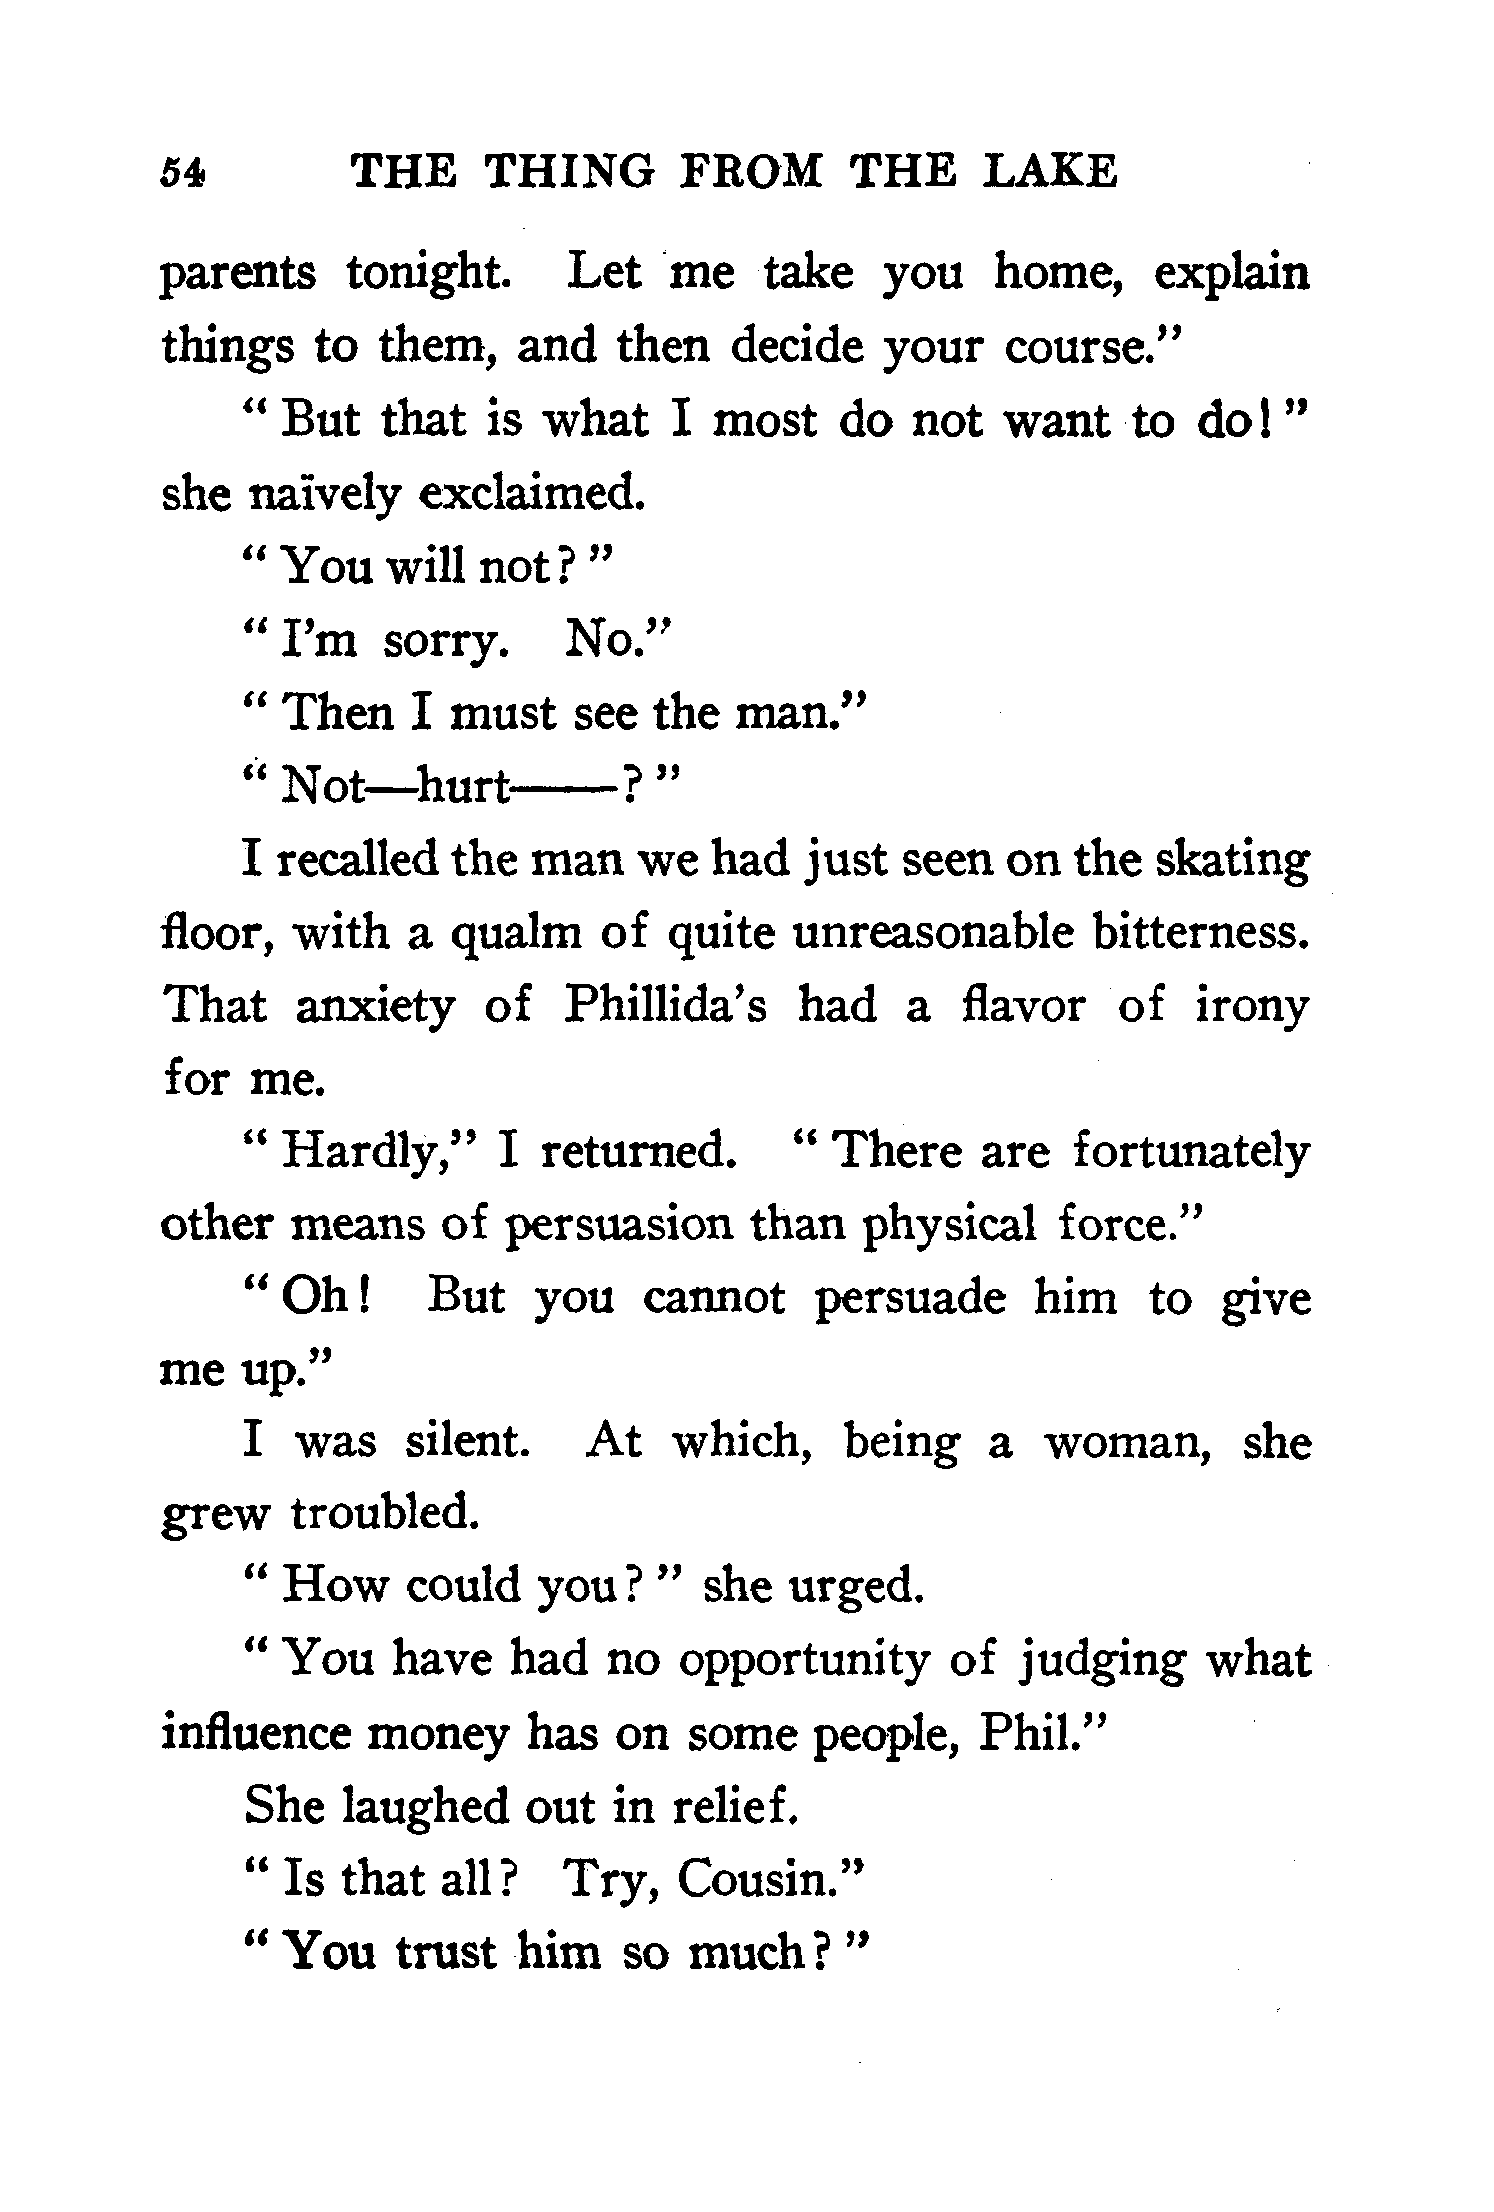 54 THE THING FROM THE LAKE
parents tonight. Let me take you home, explain
things to them, and then decide your course.”
“ But that is what I most do not want to do! ”
she naïvely exclaimed.
“ You will not? ”
“ I’m sorry. No.”
“ Then I must see the man.”
“ Not—hurt——? ”
I recalled the man we had just seen on the skating
floor, with a qualm of quite unreasonable bitterness.
That anxiety of Phillida’s had a flavor of irony
for me.
“ Hardly,” I returned. “ There are fortunately
other means of persuasion than physical force.”
“ Oh! But you cannot persuade him to give
me up.”
I was silent. At which, being a woman, she
grew troubled.
“ How could you? ” she urged.
“ You have had no opportunity of judging what
influence money has on some people, Phil.”
She laughed out in relief.
“ Is that all? Try, Cousin.”
“ You trust him so much? ”